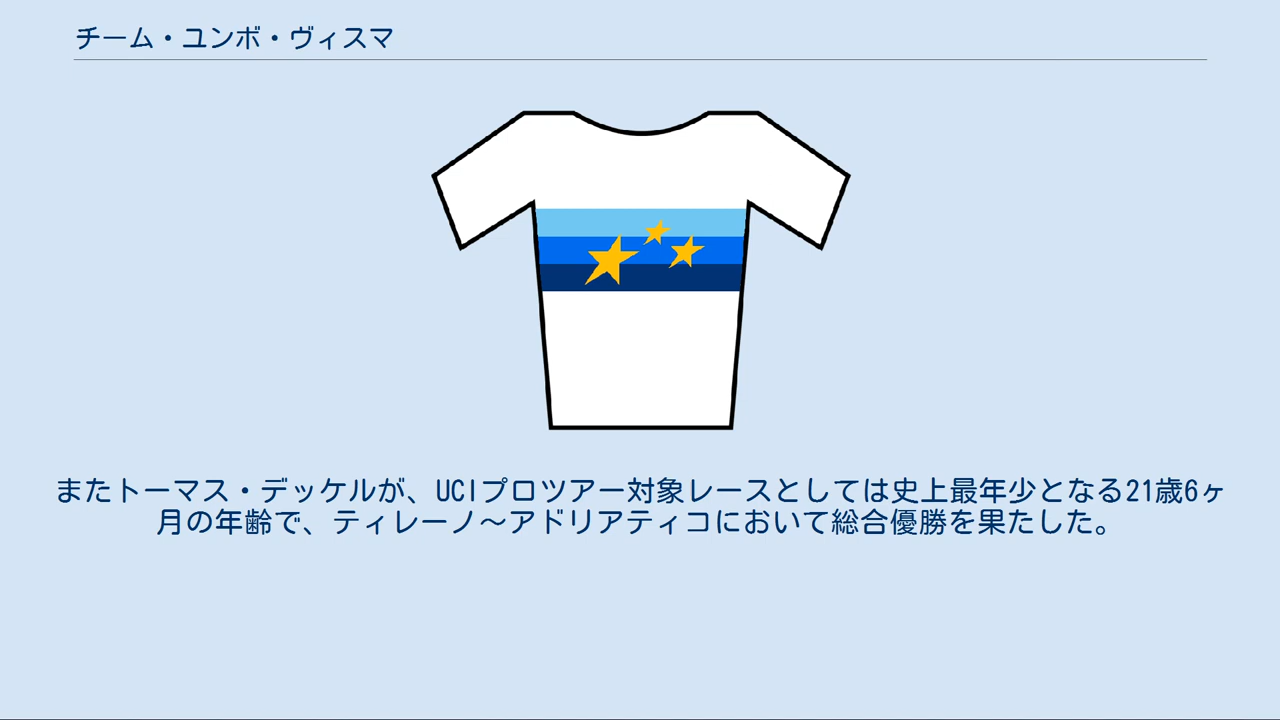 チーム・ユンボ・ヴィスマ
またトーマス・デッケルが、UCIプロツアー対象レースとしては史上最年少となる21歳6ヶ
月の年齢で、ティレーノ～アドリアティコにおいて総合優勝を果たした。